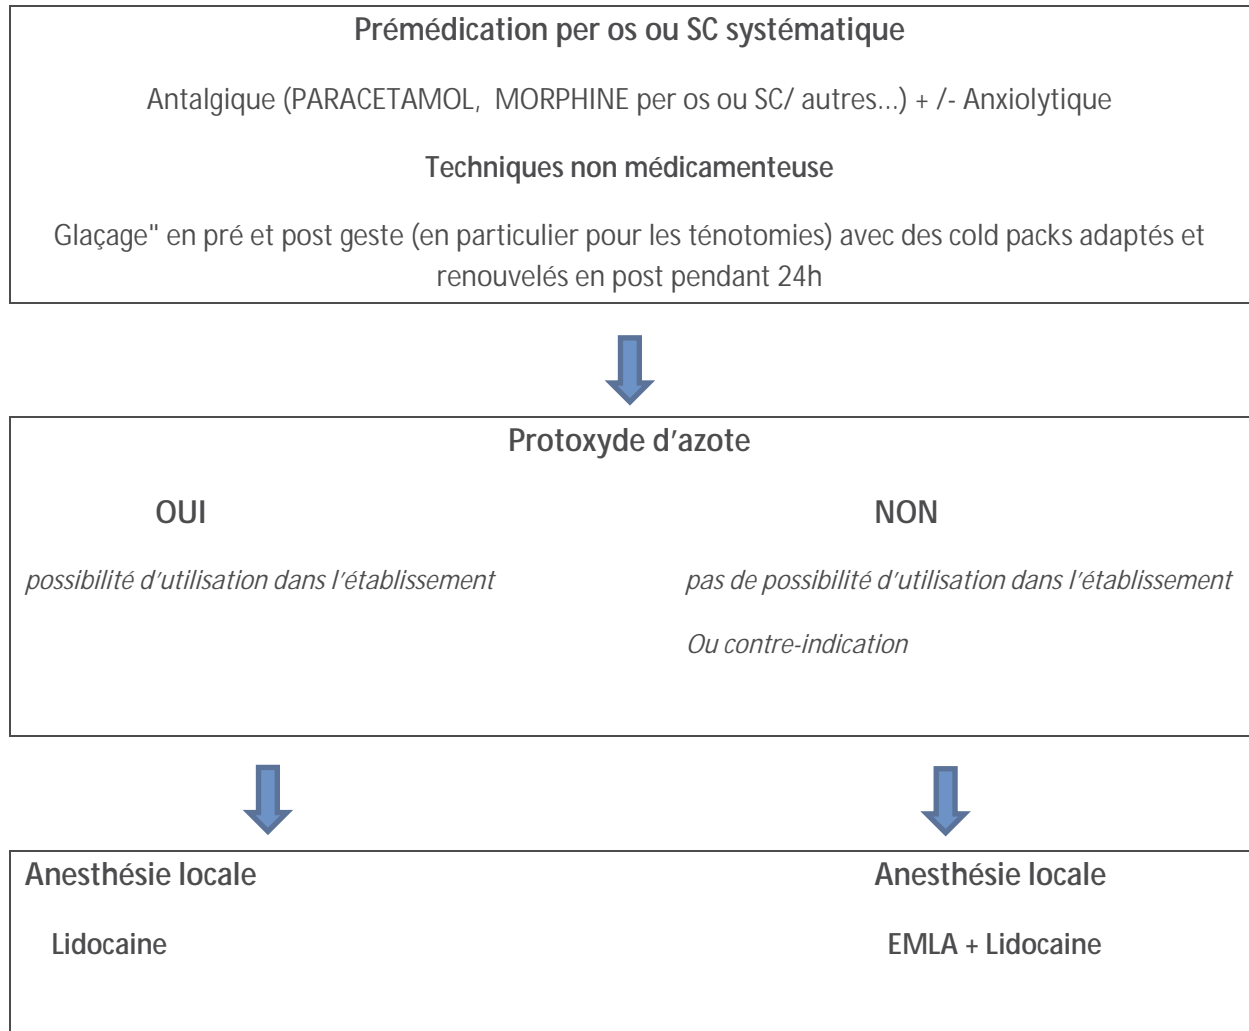 Prémédication per os ou SC systématique
Antalgique (PARACETAMOL, MORPHINE per os ou SC/ autres...) + /- Anxiolytique
Techniques non médicamenteuse
Glaçage" en pré et post geste (en particulier pour les ténotomies) avec des cold packs adaptés et
renouvelés en post pendant 24h
Protoxyde d'azote
OUI
NON
possibilité d'utilisation dans l'établissement
pas de possibilité d'utilisation dans l'établissement
Ou contre-indication
Anesthésie locale
Anesthésie locale
Lidocaine
EMLA + Lidocaine